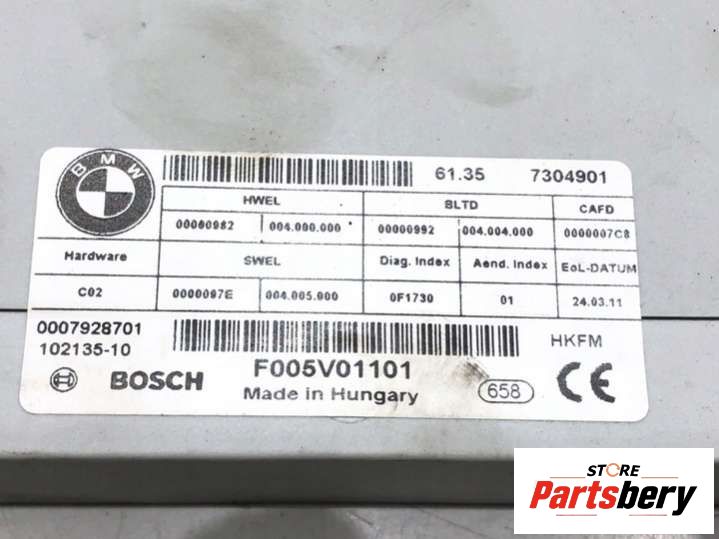 BMW
61.35 7304901
HWEL BLTD CAFD
00000982 004.000.000 00000992 004.004.000 0000007C8
Hardware SWEL Diag. Index Aend. Index EoL-DATUM
C02 0000097E 004.005.000 0F1730 01 24.03.11
0007928701
102135-10
HKFM
BOSCH
F005V01101
Made in Hungary
658
CE
STORE
Partsbery